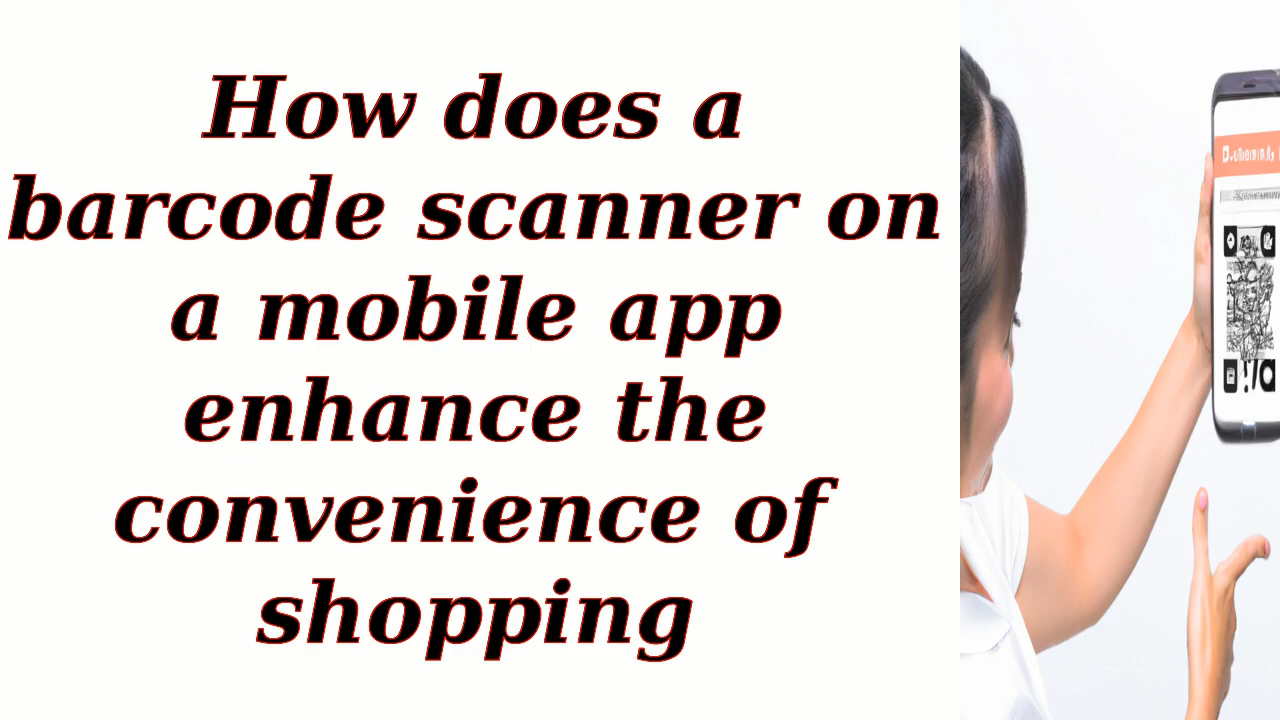 How does a
barcode scanner on
a mobile app
enhance the
convenience of
shopping